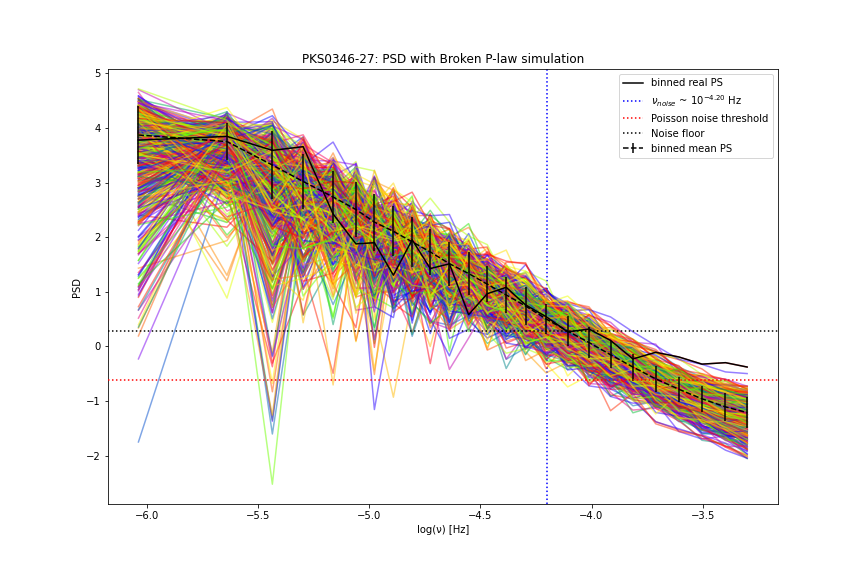 PKS0346-27: PSD with Broken P-law simulation
binned real PS
ν_noise ~ 10^−4.20 Hz
Poisson noise threshold
Noise floor
binned mean PS
PSD
5
4
3
2
1
0
−1
−2
−6.0 −5.5 −5.0 −4.5 −4.0 −3.5
log(ν) [Hz]